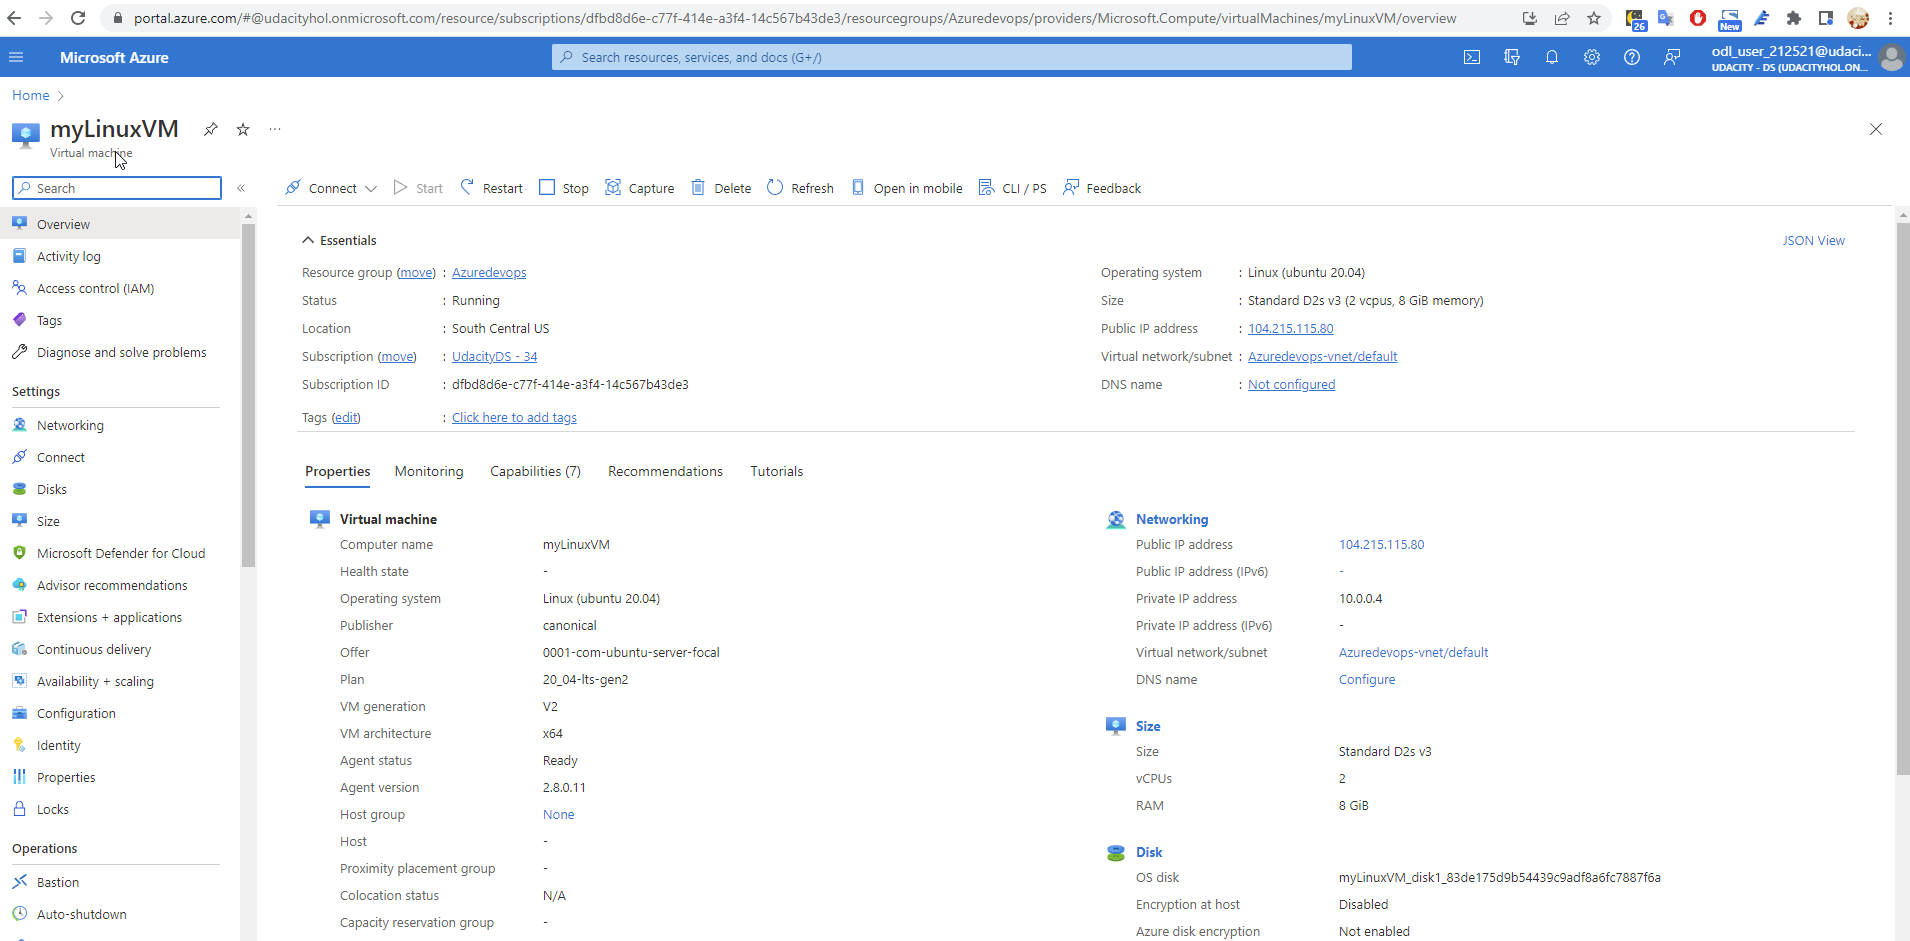 portal.azure.com/#@udacityhol.onmicrosoft.com/resource/subscriptions/dfbd8d6e-c77f-414e-a3f4-14c567b43de3/resourcegroups/Azuredevops/providers/Microsoft.Compute/virtualMachines/myLinuxVM/overview
26
New
Microsoft Azure
Search resources, services, and docs (G+/)
odl_user_212521@udaci...
UDACITY - DS (UDACITYHOL.ON...
Home
myLinuxVM
Virtual machine
Search
Connect
Start
Restart
Stop
Capture
Delete
Refresh
Open in mobile
CLI / PS
Feedback
Overview
Activity log
Access control (IAM)
Tags
Diagnose and solve problems
Settings
Networking
Connect
Disks
Size
Microsoft Defender for Cloud
Advisor recommendations
Extensions + applications
Continuous delivery
Availability + scaling
Configuration
Identity
Properties
Locks
Operations
Bastion
Auto-shutdown
Essentials
JSON View
Resource group (move) : Azuredevops
Status : Running
Location : South Central US
Subscription (move) : UdacityDS - 34
Subscription ID : dfbd8d6e-c77f-414e-a3f4-14c567b43de3
Tags (edit) : Click here to add tags
Operating system : Linux (ubuntu 20.04)
Size : Standard D2s v3 (2 vcpus, 8 GiB memory)
Public IP address : 104.215.115.80
Virtual network/subnet : Azuredevops-vnet/default
DNS name : Not configured
Properties
Monitoring
Capabilities (7)
Recommendations
Tutorials
Virtual machine
Computer name myLinuxVM
Health state -
Operating system Linux (ubuntu 20.04)
Publisher canonical
Offer 0001-com-ubuntu-server-focal
Plan 20_04-lts-gen2
VM generation V2
VM architecture x64
Agent status Ready
Agent version 2.8.0.11
Host group None
Host -
Proximity placement group -
Colocation status N/A
Capacity reservation group -
Networking
Public IP address 104.215.115.80
Public IP address (IPv6) -
Private IP address 10.0.0.4
Private IP address (IPv6) -
Virtual network/subnet Azuredevops-vnet/default
DNS name Configure
Size
Size Standard D2s v3
vCPUs 2
RAM 8 GiB
Disk
OS disk myLinuxVM_disk1_83de175d9b54439c9adf8a6fc7887f6a
Encryption at host Disabled
Azure disk encryption Not enabled